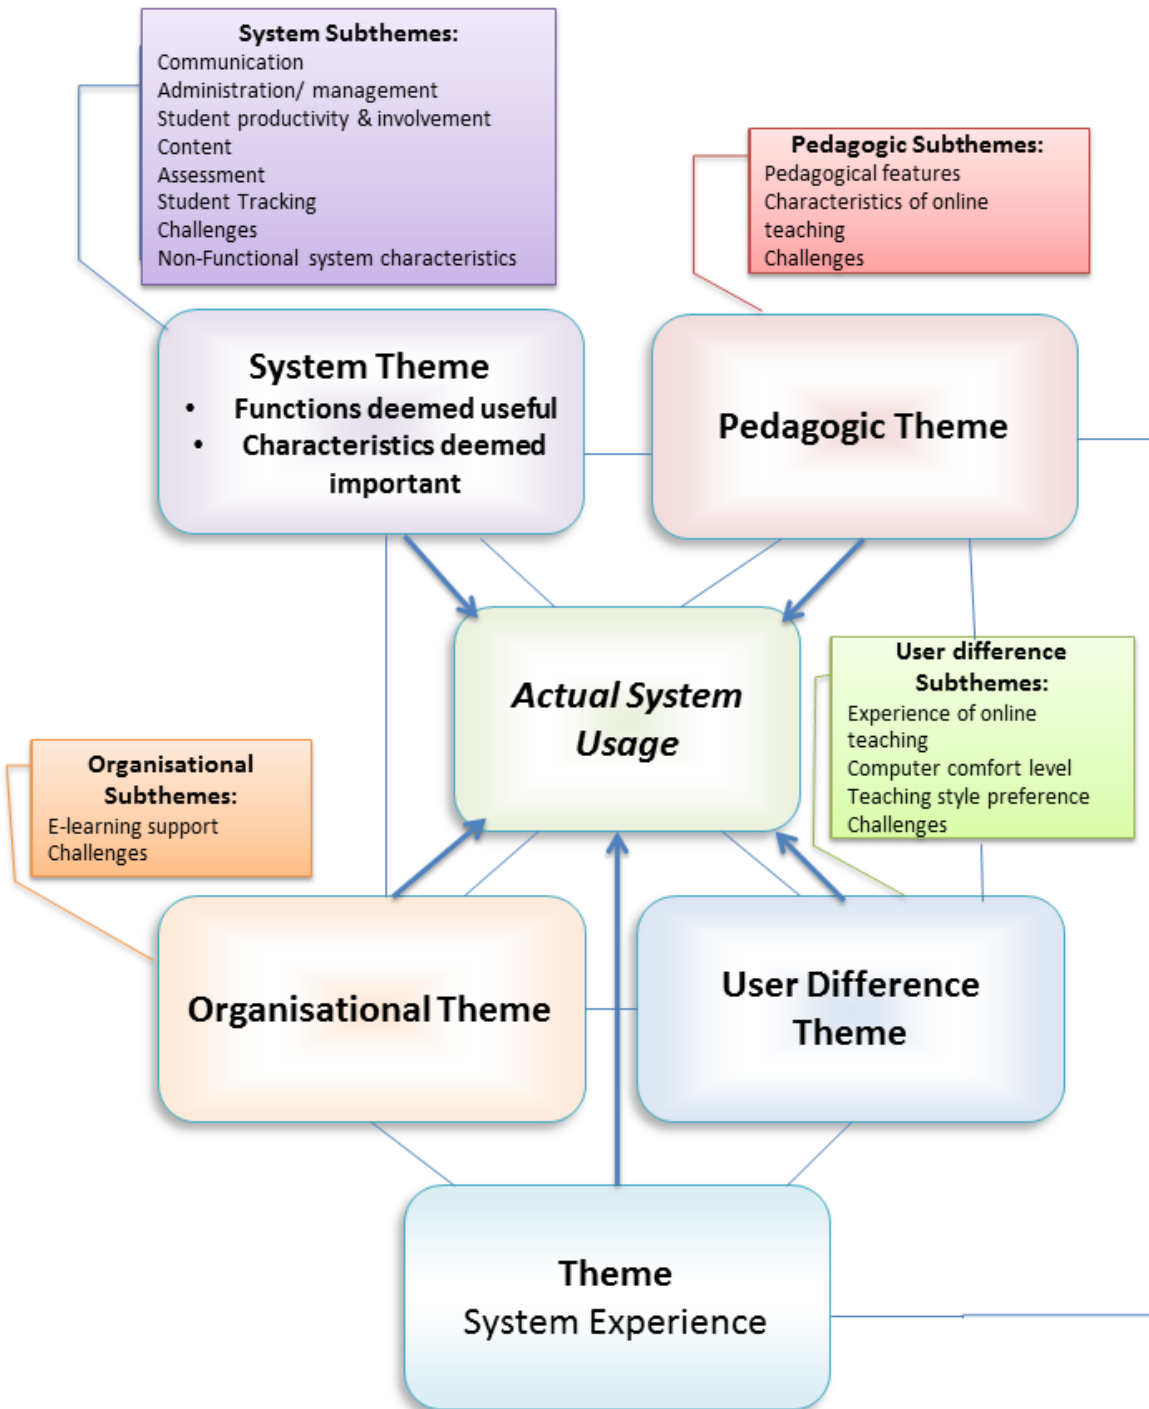 System Subthemes:
Communication
Administration/ management
Student productivity & involvement
Content
Assessment
Student Tracking
Challenges
Non-Functional system characteristics
Pedagogic Subthemes:
Pedagogical features
Characteristics of online
teaching
Challenges
System Theme
• Functions deemed useful
• Characteristics deemed
important
Pedagogic Theme
Actual System
Usage
User difference
Subthemes:
Experience of online
teaching
Computer comfort level
Teaching style preference
Challenges
Organisational
Subthemes:
E-learning support
Challenges
Organisational Theme
User Difference
Theme
Theme
System Experience